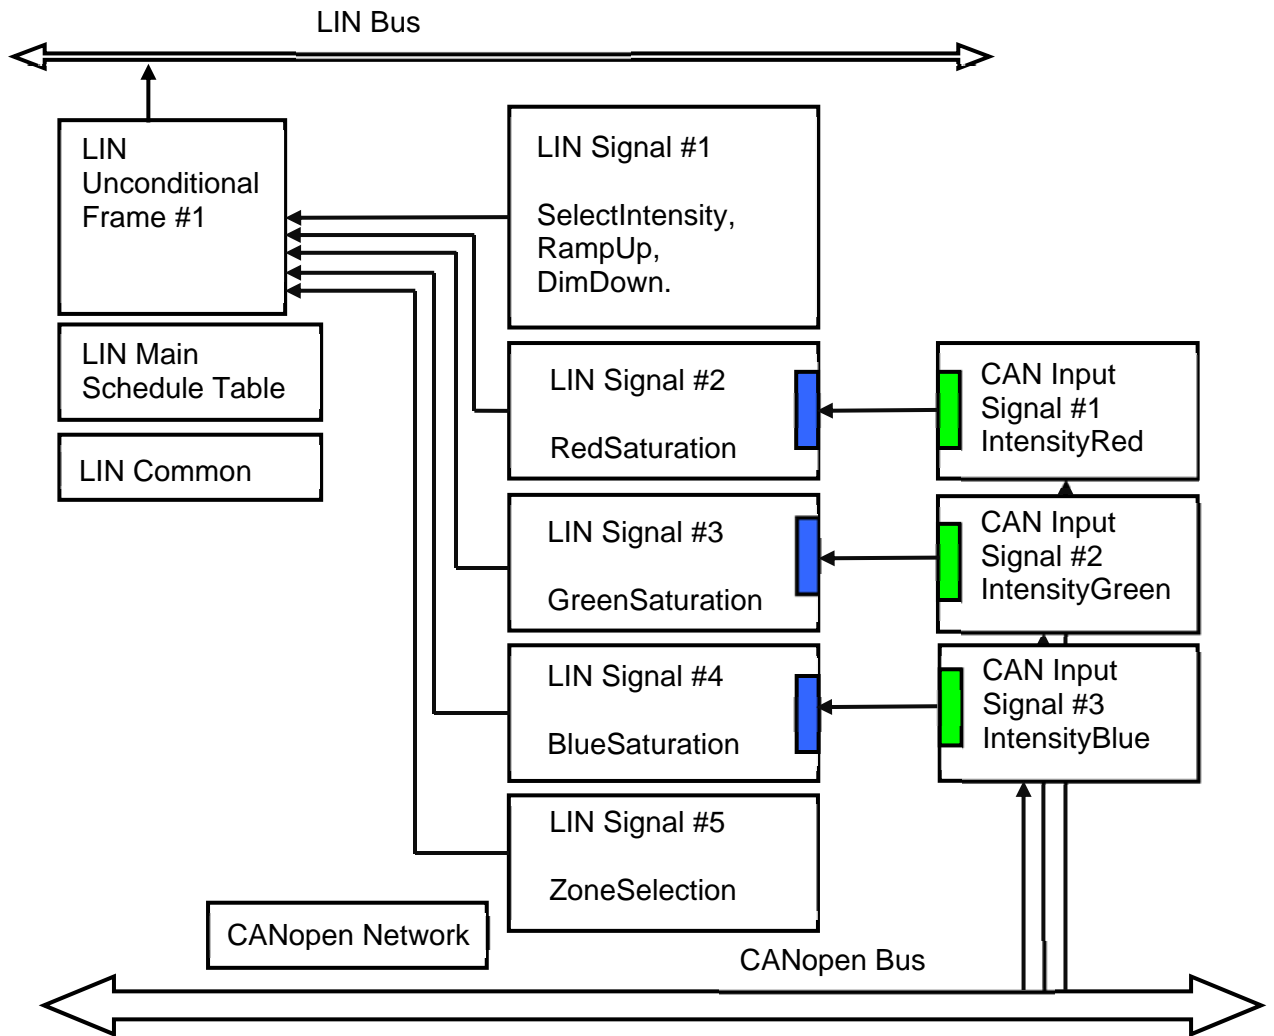 LIN Bus
LIN
Unconditional
Frame #1
LIN Signal #1
SelectIntensity,
RampUp,
DimDown.
LIN Main
Schedule Table
LIN Common
LIN Signal #2
RedSaturation
CAN Input
Signal #1
IntensityRed
LIN Signal #3
GreenSaturation
CAN Input
Signal #2
IntensityGreen
LIN Signal #4
BlueSaturation
CAN Input
Signal #3
IntensityBlue
LIN Signal #5
ZoneSelection
CANopen Network
CANopen Bus